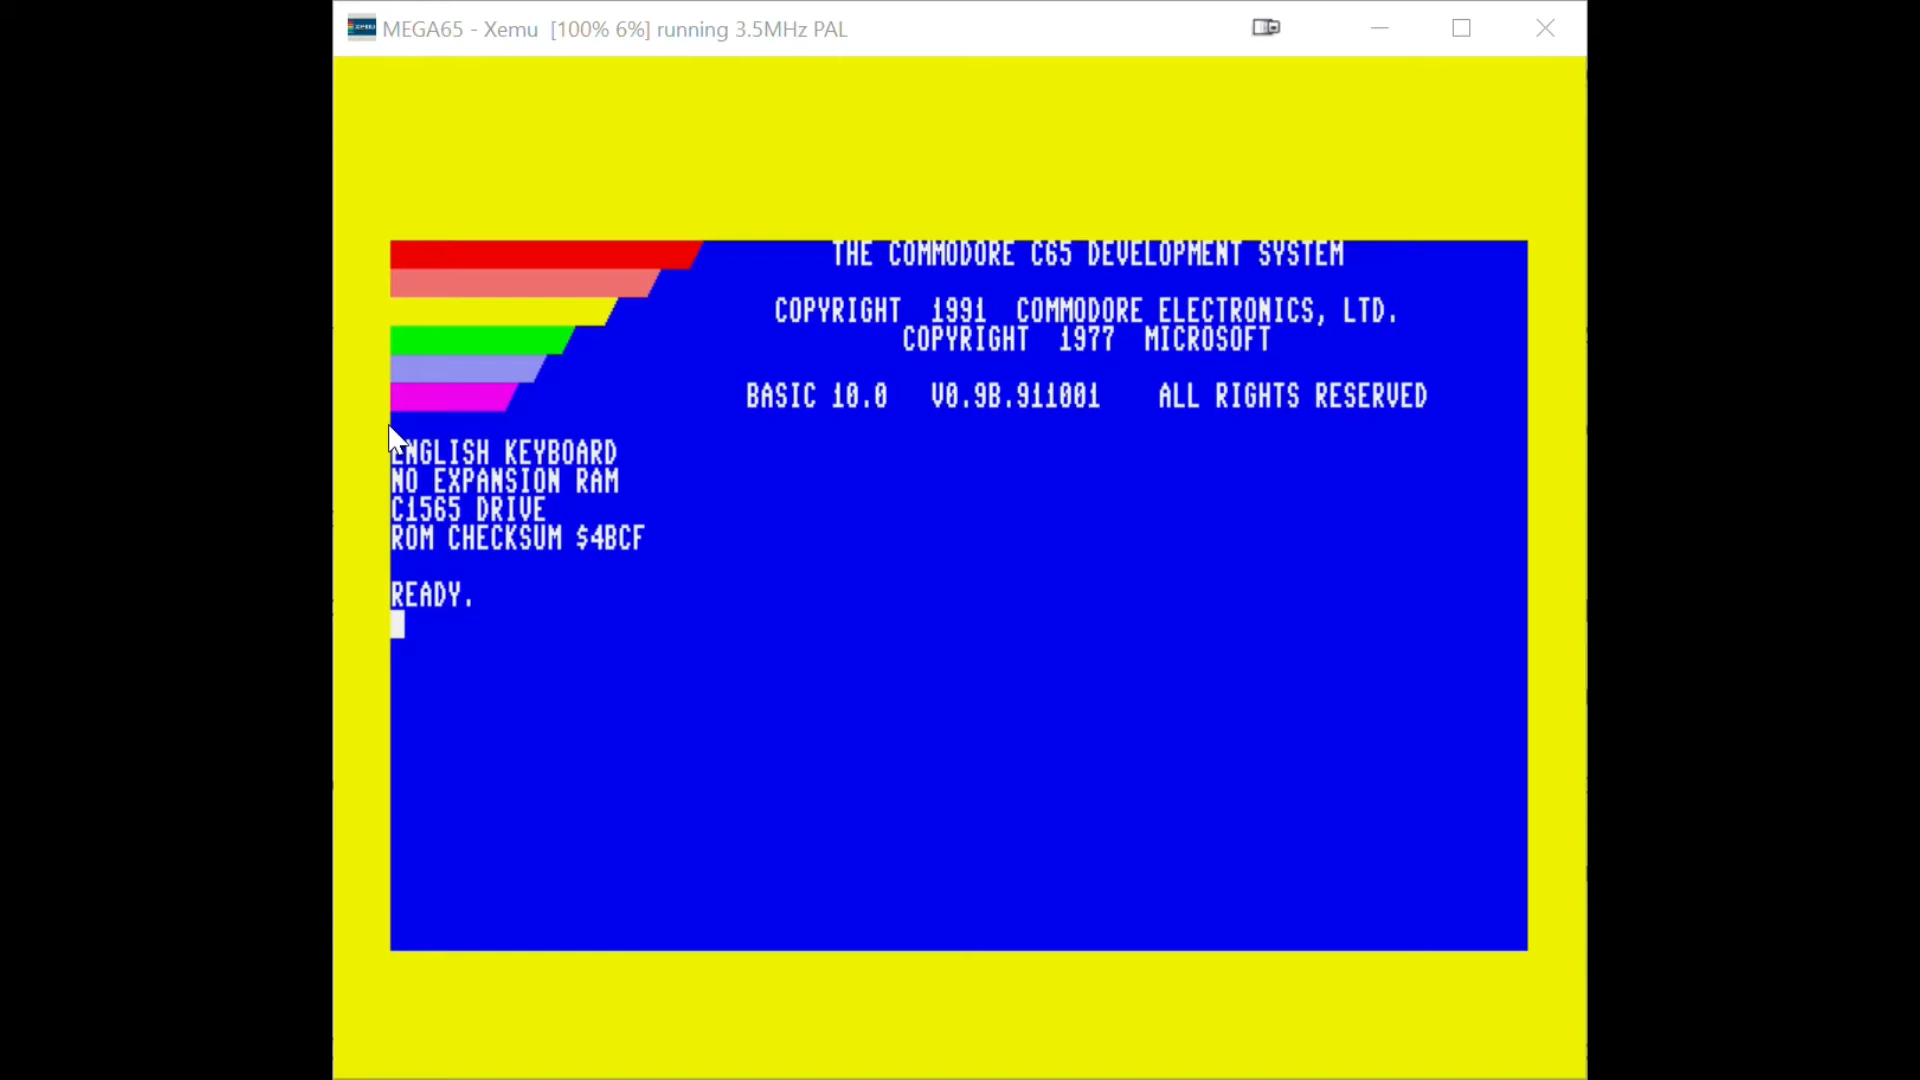 MEGA65 - Xemu [100% 6%] running 3.5MHz PAL
THE COMMODORE C65 DEVELOPMENT SYSTEM
COPYRIGHT 1991 COMMODORE ELECTRONICS, LTD.
COPYRIGHT 1977 MICROSOFT
BASIC 10.0 V0.9B.911001 ALL RIGHTS RESERVED
ENGLISH KEYBOARD
NO EXPANSION RAM
C1565 DRIVE
ROM CHECKSUM $4BCF
READY.